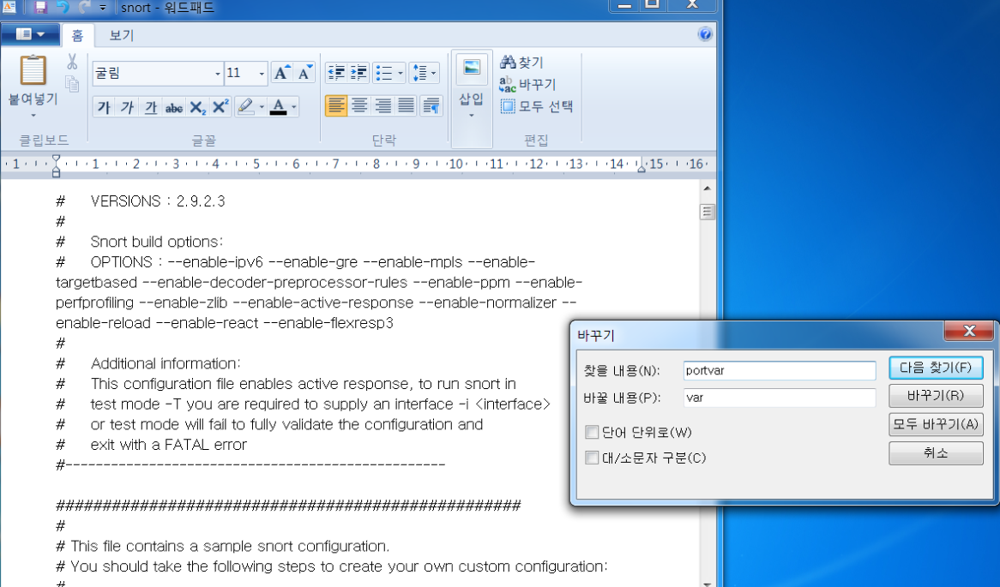 snort - 워드패드
홈 보기
붙여넣기
클립보드
굴림 11
가 가 가 abc X₂ X² A
글꼴
단락
삽입
찾기
바꾸기
모두 선택
편집
1 1 2 3 4 5 6 7 8 9 10 11 12 13 14 15 16
# VERSIONS : 2.9.2.3
#
# Snort build options:
# OPTIONS : --enable-ipv6 --enable-gre --enable-mpls --enable-
targetbased --enable-decoder-preprocessor-rules --enable-ppm --enable-
perfprofiling --enable-zlib --enable-active-response --enable-normalizer --
enable-reload --enable-react --enable-flexresp3
#
# Additional information:
# This configuration file enables active response, to run snort in
# test mode -T you are required to supply an interface -i <interface>
# or test mode will fail to fully validate the configuration and
# exit with a FATAL error
#--------------------------------------------------
##################################################
#
# This file contains a sample snort configuration.
# You should take the following steps to create your own custom configuration:
#
바꾸기
찾을 내용(N): portvar
바꿀 내용(P): var
단어 단위로(W)
대/소문자 구분(C)
다음 찾기(F)
바꾸기(R)
모두 바꾸기(A)
취소